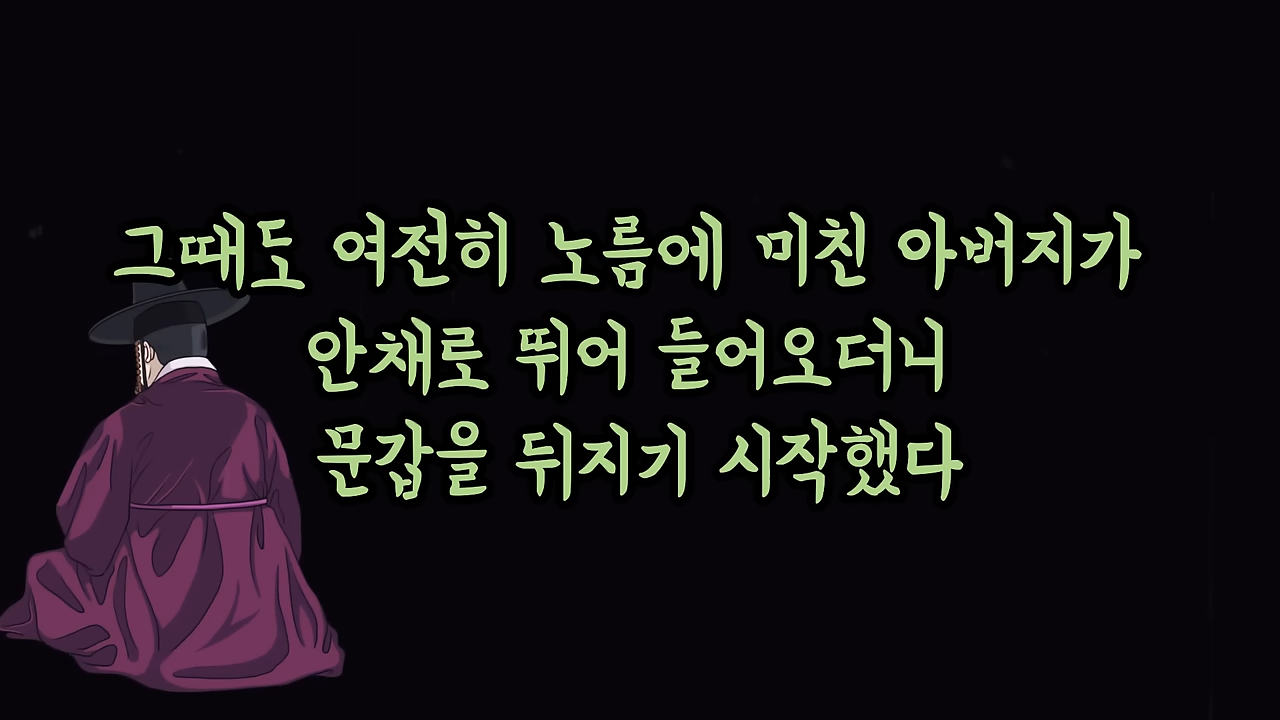 그때도 여전히 노름에 미친 아버지가
안채로 뛰어 들어오더니
문갑을 뒤지기 시작했다